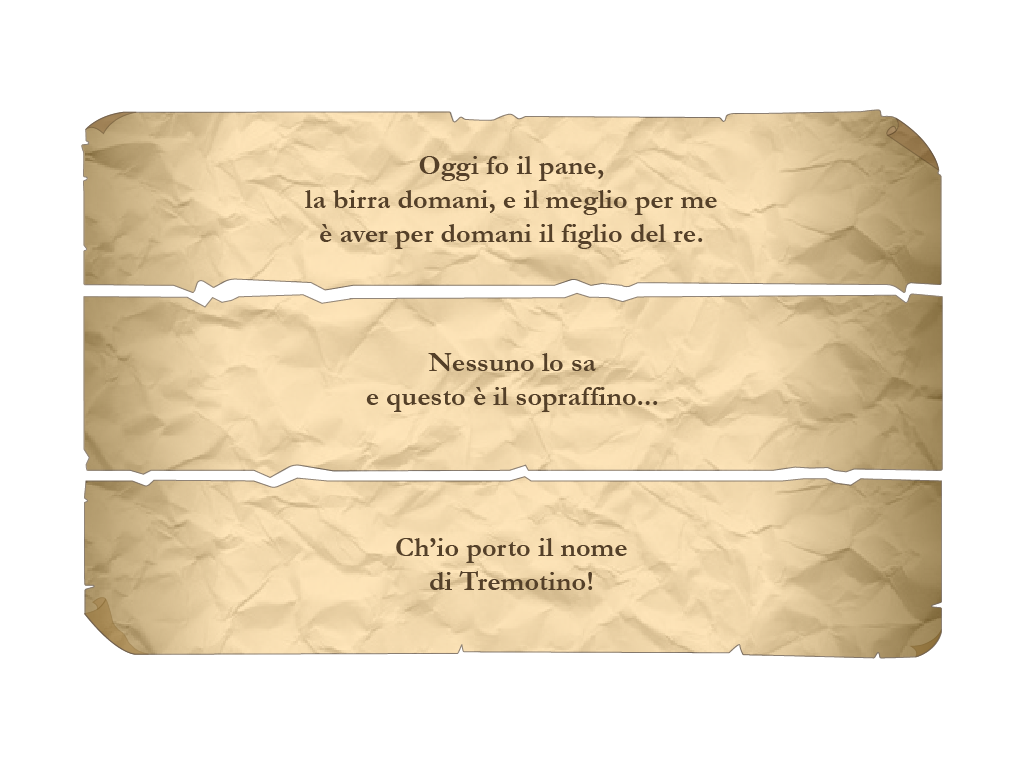 Oggi fo il pane,
la birra domani, e il meglio per me
è aver per domani il figlio del re.
Nessuno lo sa
e questo è il sopraffino...
Ch’io porto il nome
di Tremotino!